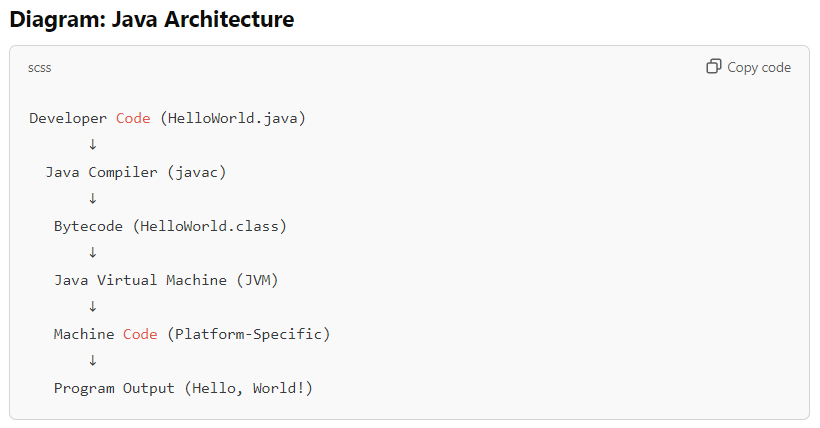 Diagram: Java Architecture
scss
Copy code
Developer Code (HelloWorld.java)
↓
Java Compiler (javac)
↓
Bytecode (HelloWorld.class)
↓
Java Virtual Machine (JVM)
↓
Machine Code (Platform-Specific)
↓
Program Output (Hello, World!)